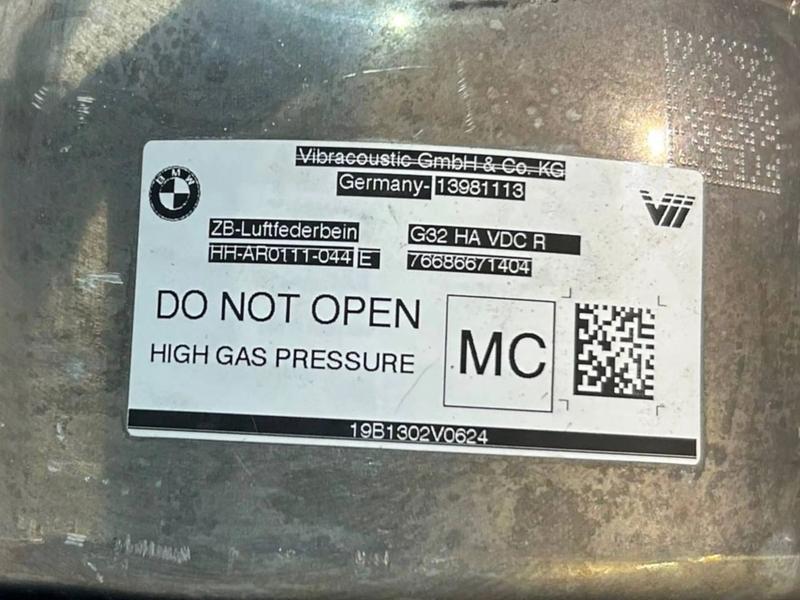 Vibracoustic GmbH & Co. KG
Germany- 13981113
BMW
ZB-Luftfederbein
G32 HA VDC R
HH-AR0111-044 E
76686671404
DO NOT OPEN
HIGH GAS PRESSURE
MC
19B1302V0624